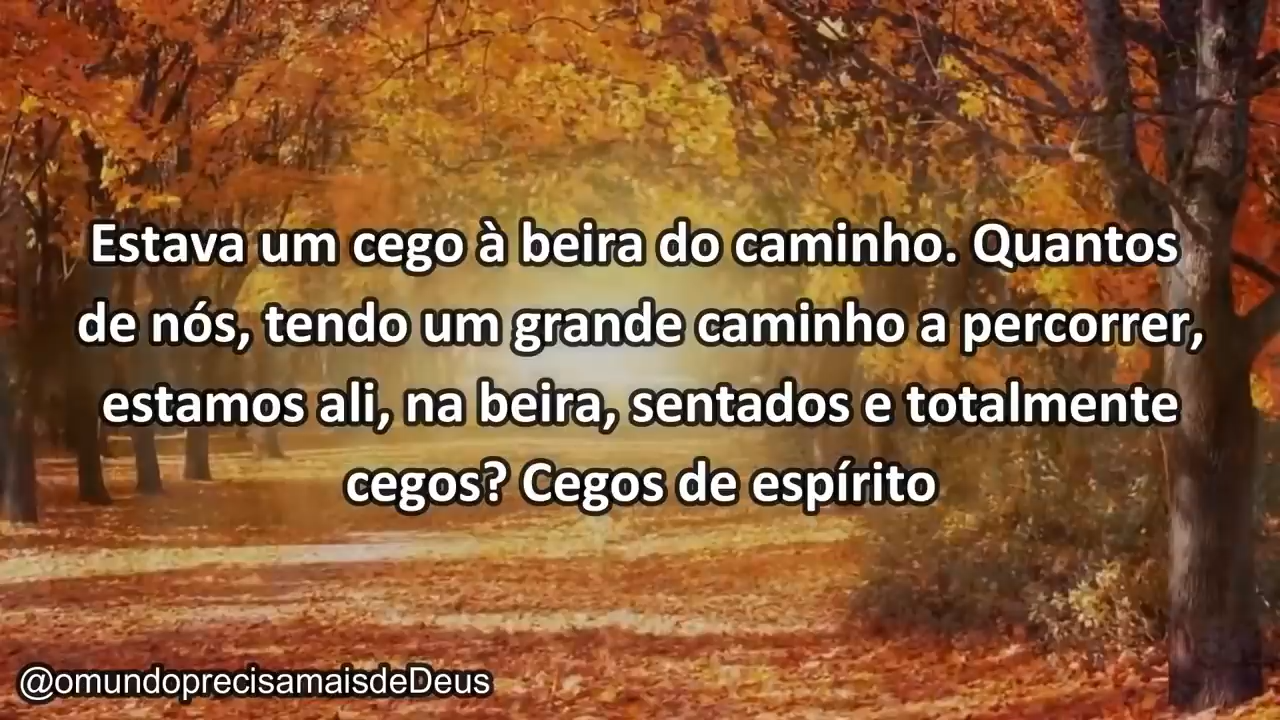 Estava um cego à beira do caminho. Quantos
de nós, tendo um grande caminho a percorrer,
estamos ali, na beira, sentados e totalmente
cegos? Cegos de espírito
@omundoprecisamaisdeDeus